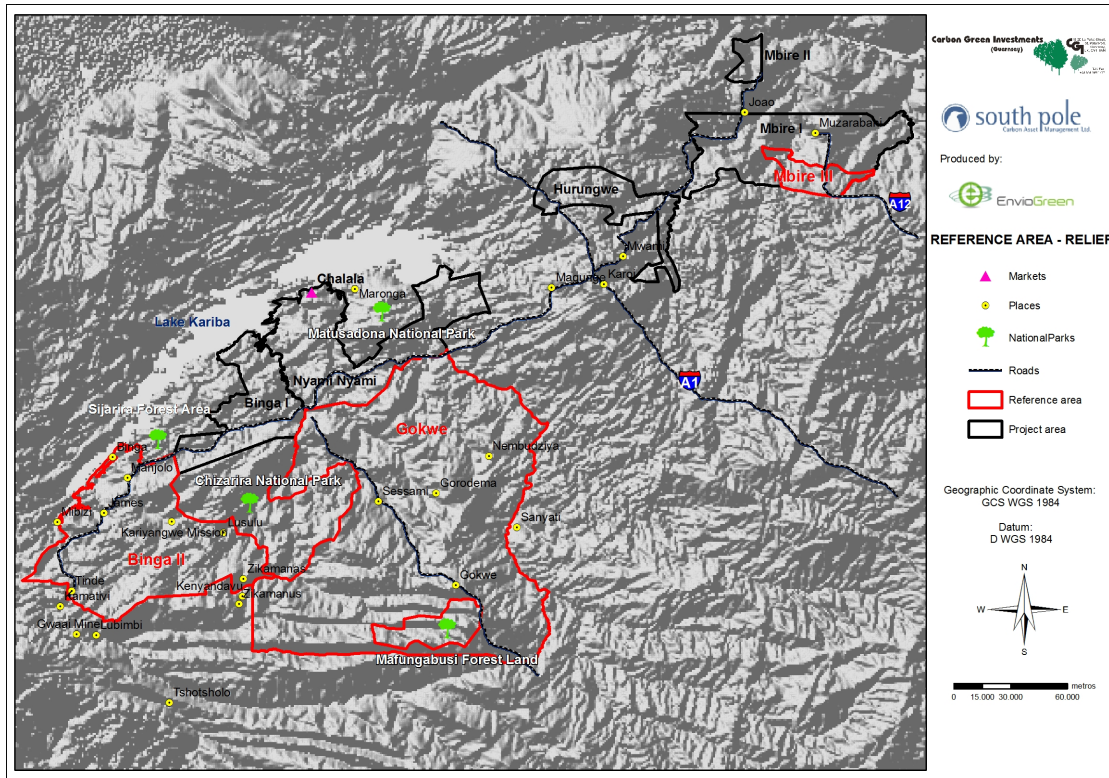 Mbire II
Joao
Mbire I
Muzarabani
Mbire III
A12
Hurungwe
Mwami
Magunge
Karoi
Chalala
Maronga
Lake Kariba
Matusadona National Park
A1
Nyami Nyami
Binga I
Sijarira Forest Area
Gokwe
Binga
Nembudziya
Manjolo
Chizarira National Park
Gorodema
Sessami
James
Mibizi
Lusulu
Kariyangwe Mission
Sanyati
Binga II
Zikamanas
Tinde
Kenyandavu
Gokwe
Kamativi
Zikamanus
Gwaai Mine
Lubimbi
Mafungabusi Forest Land
Tshotsholo
Carbon Green Investments
(Guernsey)
CGI
south pole
Carbon Asset Management Ltd.
Produced by:
EnvioGreen
REFERENCE AREA - RELIEF
Markets
Places
NationalParks
Roads
Reference area
Project area
Geographic Coordinate System:
GCS WGS 1984
Datum:
D WGS 1984
N
W
E
S
0 15.000 30.000 60.000 metros